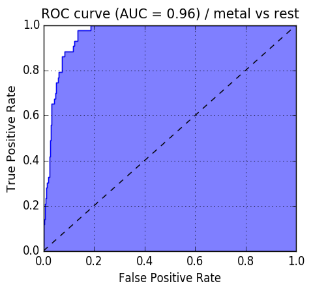 ROC curve (AUC = 0.96) / metal vs rest
1.0
0.8
0.6
0.4
0.2
0.0
True Positive Rate
0.0 0.2 0.4 0.6 0.8 1.0
False Positive Rate